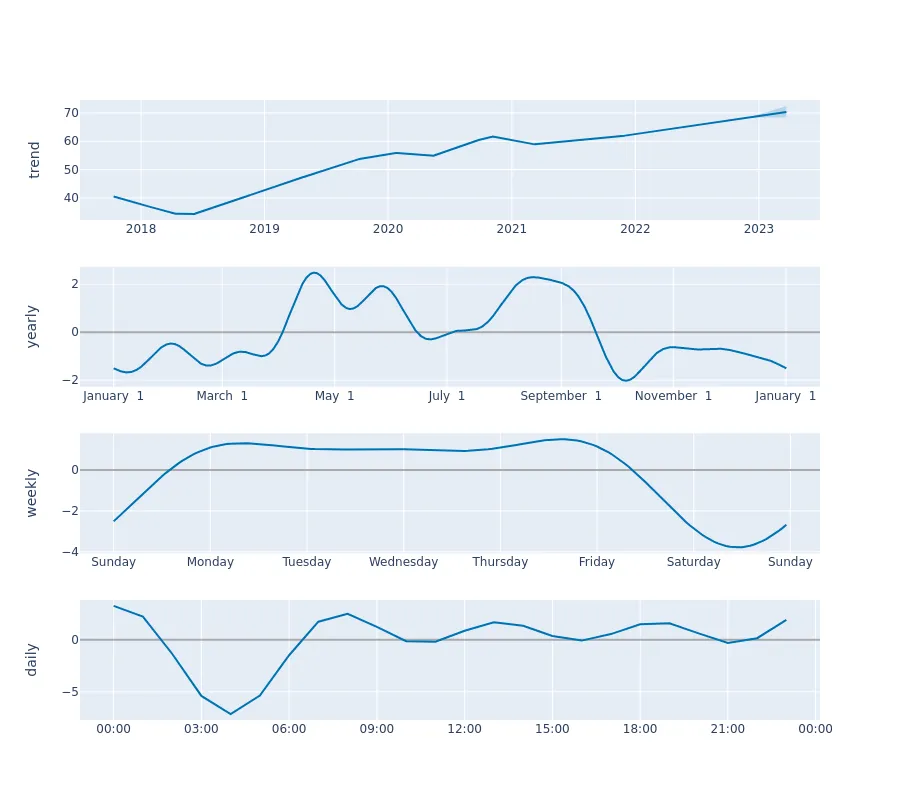 trend
70
60
50
40
2018 2019 2020 2021 2022 2023
yearly
2
0
−2
January 1 March 1 May 1 July 1 September 1 November 1 January 1
weekly
0
−2
−4
Sunday Monday Tuesday Wednesday Thursday Friday Saturday Sunday
daily
0
−5
00:00 03:00 06:00 09:00 12:00 15:00 18:00 21:00 00:00